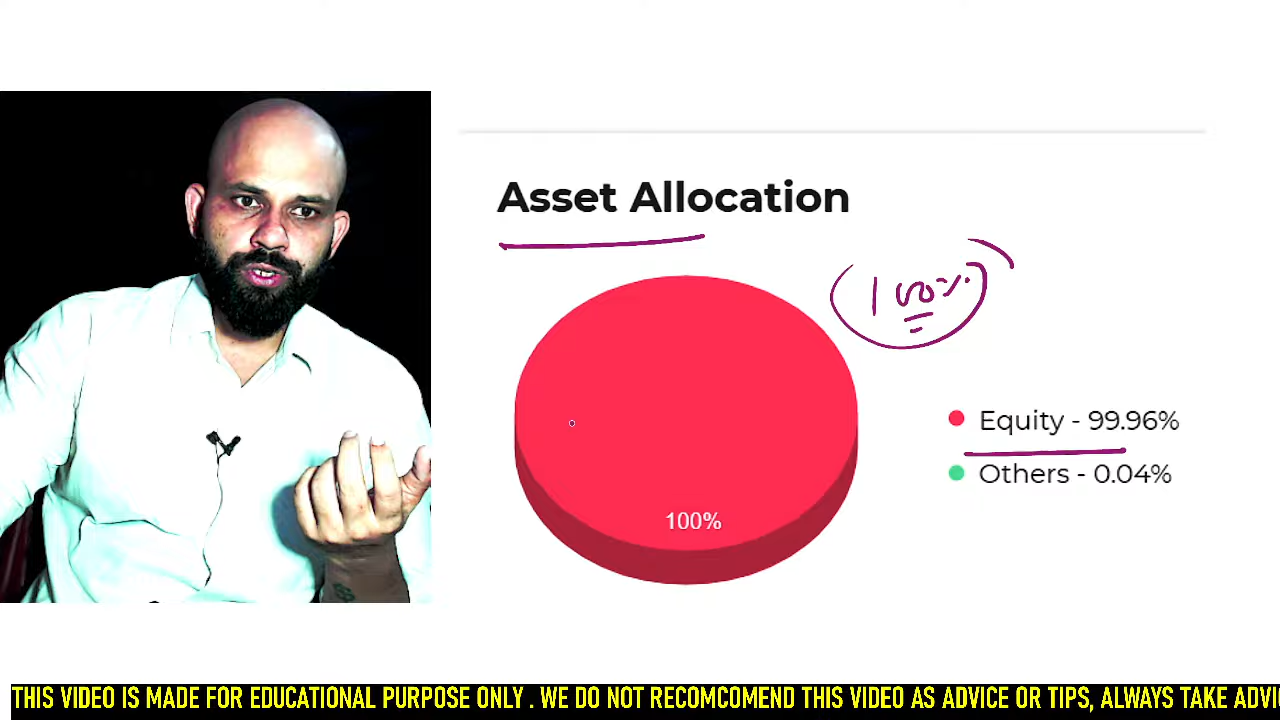 Asset Allocation
100%
Equity - 99.96%
Others - 0.04%
100%
THIS VIDEO IS MADE FOR EDUCATIONAL PURPOSE ONLY . WE DO NOT RECOMCOMEND THIS VIDEO AS ADVICE OR TIPS, ALWAYS TAKE ADVI